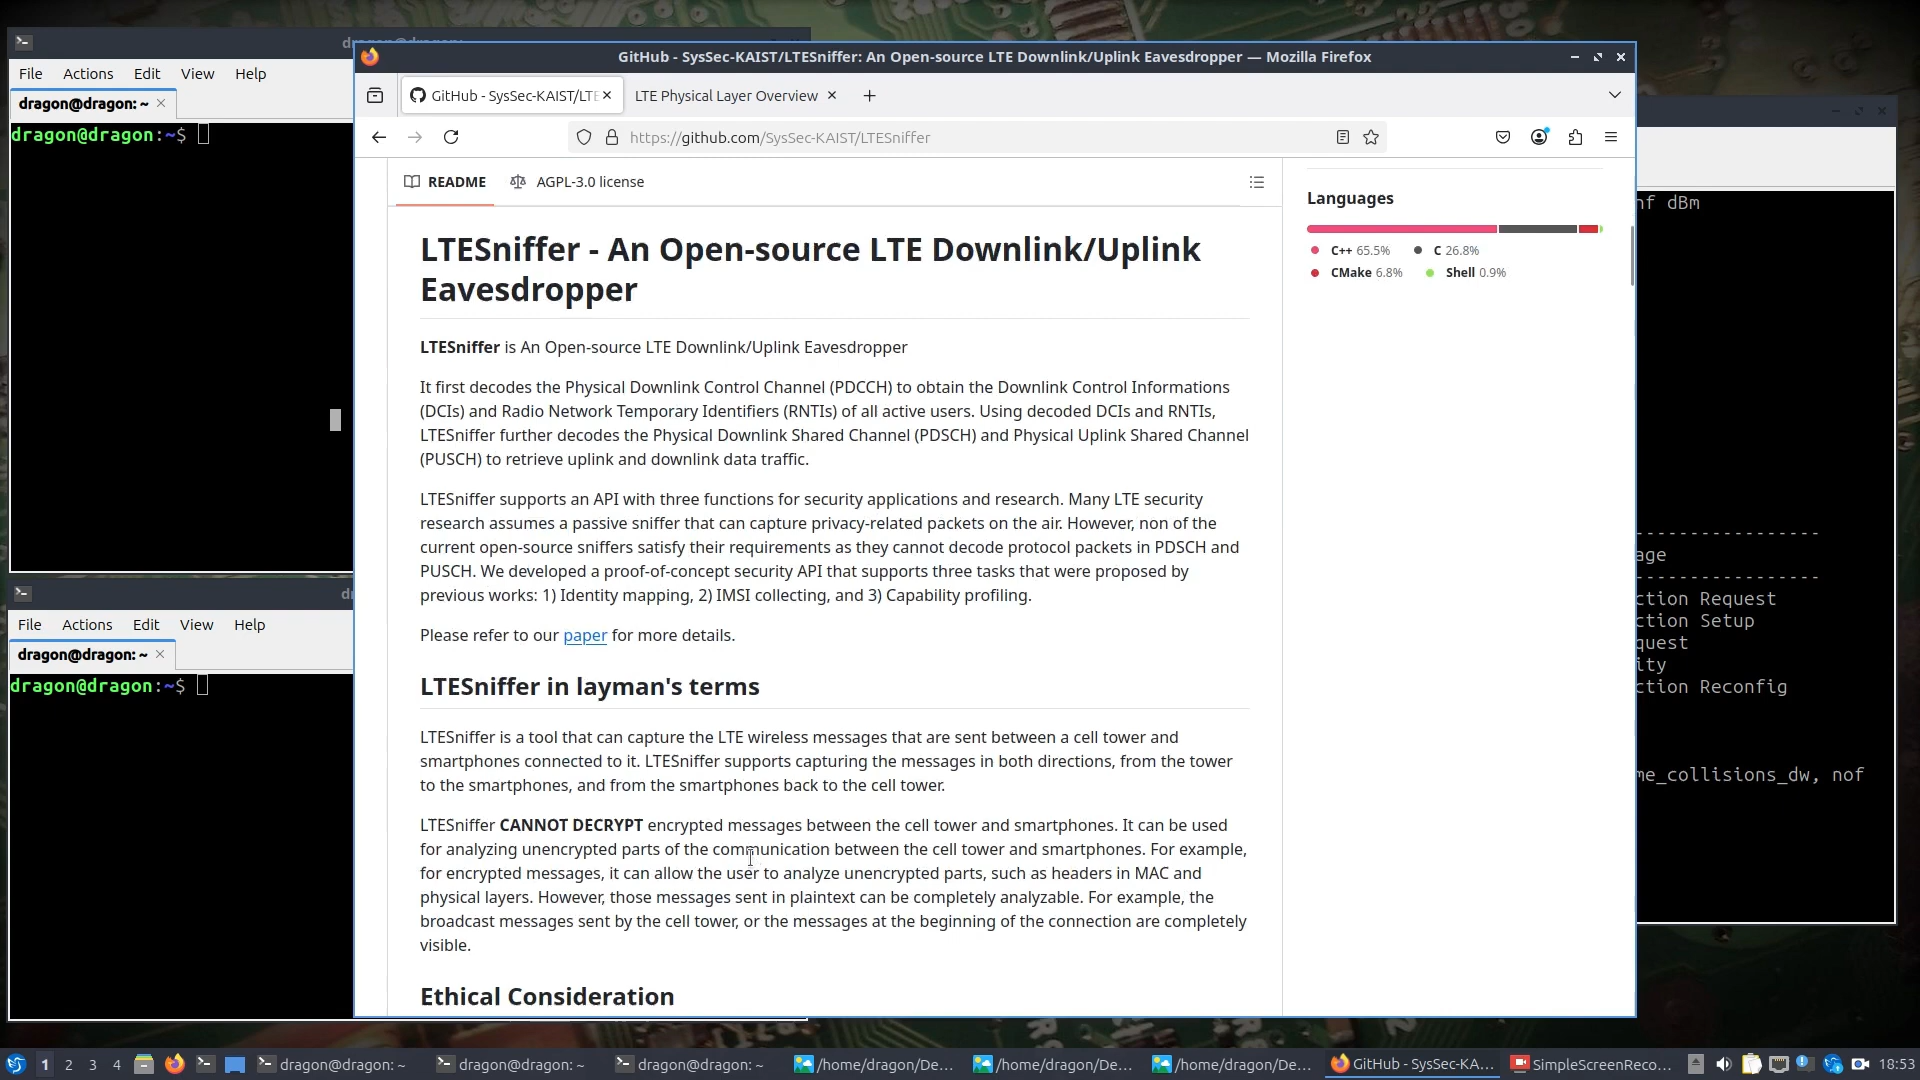 GitHub - SysSec-KAIST/LTESniffer: An Open-source LTE Downlink/Uplink Eavesdropper — Mozilla Firefox
File Actions Edit View Help
dragon@dragon: ~
dragon@dragon:~$
GitHub - SysSec-KAIST/LTE
LTE Physical Layer Overview
https://github.com/SysSec-KAIST/LTESniffer
README
AGPL-3.0 license
LTESniffer - An Open-source LTE Downlink/Uplink
Eavesdropper
LTESniffer is An Open-source LTE Downlink/Uplink Eavesdropper
It first decodes the Physical Downlink Control Channel (PDCCH) to obtain the Downlink Control Informations
(DCIs) and Radio Network Temporary Identifiers (RNTIs) of all active users. Using decoded DCIs and RNTIs,
LTESniffer further decodes the Physical Downlink Shared Channel (PDSCH) and Physical Uplink Shared Channel
(PUSCH) to retrieve uplink and downlink data traffic.
LTESniffer supports an API with three functions for security applications and research. Many LTE security
research assumes a passive sniffer that can capture privacy-related packets on the air. However, non of the
current open-source sniffers satisfy their requirements as they cannot decode protocol packets in PDSCH and
PUSCH. We developed a proof-of-concept security API that supports three tasks that were proposed by
previous works: 1) Identity mapping, 2) IMSI collecting, and 3) Capability profiling.
Please refer to our paper for more details.
LTESniffer in layman's terms
LTESniffer is a tool that can capture the LTE wireless messages that are sent between a cell tower and
smartphones connected to it. LTESniffer supports capturing the messages in both directions, from the tower
to the smartphones, and from the smartphones back to the cell tower.
LTESniffer CANNOT DECRYPT encrypted messages between the cell tower and smartphones. It can be used
for analyzing unencrypted parts of the communication between the cell tower and smartphones. For example,
for encrypted messages, it can allow the user to analyze unencrypted parts, such as headers in MAC and
physical layers. However, those messages sent in plaintext can be completely analyzable. For example, the
broadcast messages sent by the cell tower, or the messages at the beginning of the connection are completely
visible.
Ethical Consideration
Languages
C++ 65.5%
C 26.8%
CMake 6.8%
Shell 0.9%
nf dBm
-----------------
age
-----------------
ction Request
ction Setup
quest
ity
ction Reconfig
me_collisions_dw, nof
File Actions Edit View Help
dragon@dragon: ~
dragon@dragon:~$
1 2 3 4
dragon@dragon: ~
dragon@dragon: ~
dragon@dragon: ~
/home/dragon/De...
/home/dragon/De...
/home/dragon/De...
GitHub - SysSec-KA...
SimpleScreenReco...
18:53